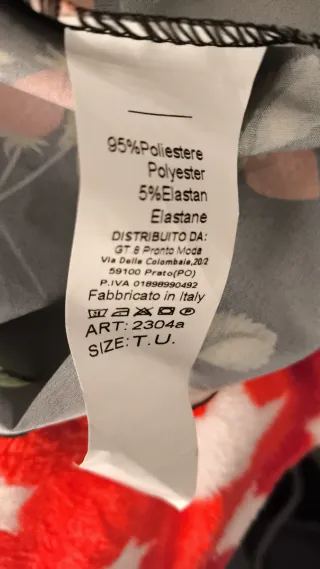 95%Poliestere
Polyester
5%Elastan
Elastane
DISTRIBUITO DA:
GT 8 Pronto Moda
Via Delle Colombaie,20/2
59100 Prato(PO)
P.IVA 01898990492
Fabbricato in Italy
ART: 2304a
SIZE:T.U.